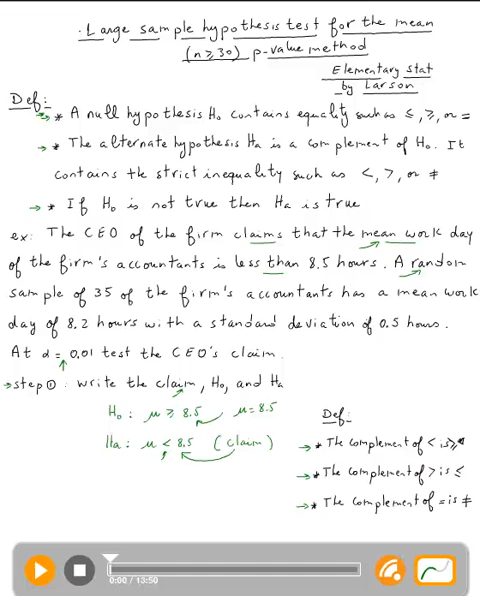 . Large sample hypothesis test for the mean
(n ≥ 30) p-value method
Elementary stat
by Larson
Def:
→ * A null hypothesis Ho contains equality such as ≤, ≥, or =
→ * The alternate hypothesis Ha is a complement of Ho. It
contains the strict inequality such as <, >, or ≠
→ * If Ho is not true then Ha is true
ex: The CEO of the firm claims that the mean work day
of the firm's accountants is less than 8.5 hours. A random
sample of 35 of the firm's accountants has a mean work
day of 8.2 hours with a standard deviation of 0.5 hours.
At α = 0.01 test the CEO's claim.
→ step ①: write the claim, Ho, and Ha
Ho: μ ≥ 8.5 μ = 8.5
Ha: μ < 8.5 (claim)
Def:
→ * The complement of < is ≥
→ * The complement of > is ≤
→ * The complement of = is ≠
0:00 / 13:50